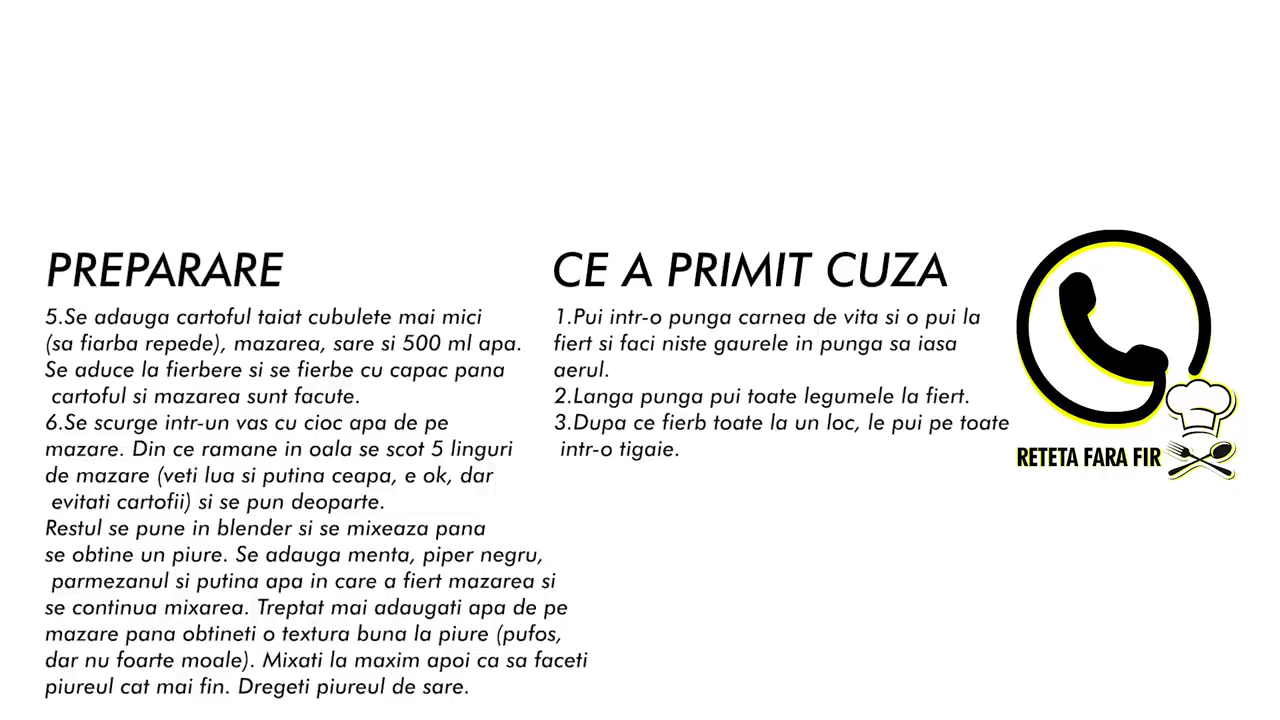 PREPARARE
5.Se adauga cartoful taiat cubulete mai mici
(sa fiarba repede), mazarea, sare si 500 ml apa.
Se aduce la fierbere si se fierbe cu capac pana
cartoful si mazarea sunt facute.
6.Se scurge intr-un vas cu cioc apa de pe
mazare. Din ce ramane in oala se scot 5 linguri
de mazare (veti lua si putina ceapa, e ok, dar
evitati cartofii) si se pun deoparte.
Restul se pune in blender si se mixeaza pana
se obtine un piure. Se adauga menta, piper negru,
parmezanul si putina apa in care a fiert mazarea si
se continua mixarea. Treptat mai adaugati apa de pe
mazare pana obtineti o textura buna la piure (pufos,
dar nu foarte moale). Mixati la maxim apoi ca sa faceti
piureul cat mai fin. Dregeti piureul de sare.
CE A PRIMIT CUZA
1.Pui intr-o punga carnea de vita si o pui la
fiert si faci niste gaurele in punga sa iasa
aerul.
2.Langa punga pui toate legumele la fiert.
3.Dupa ce fierb toate la un loc, le pui pe toate
intr-o tigaie.
RETETA FARA FIR